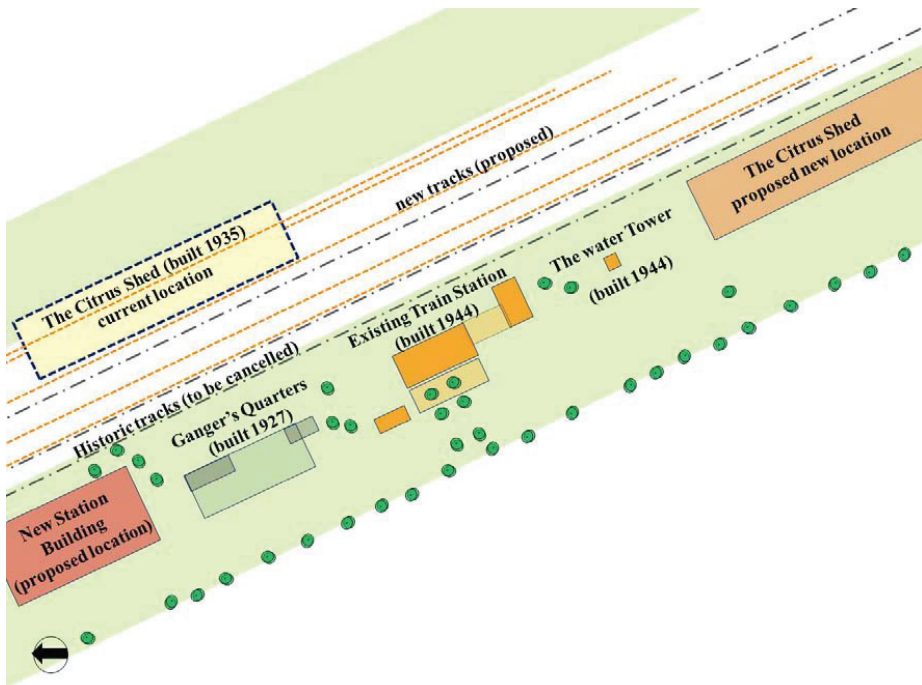 new tracks (proposed)
The Citrus Shed
proposed new location
The Citrus Shed (built 1935)
current location
The water Tower
(built 1944)
Existing Train Station
(built 1944)
Historic tracks (to be cancelled)
Ganger's Quarters
(built 1927)
New Station
Building
(proposed location)